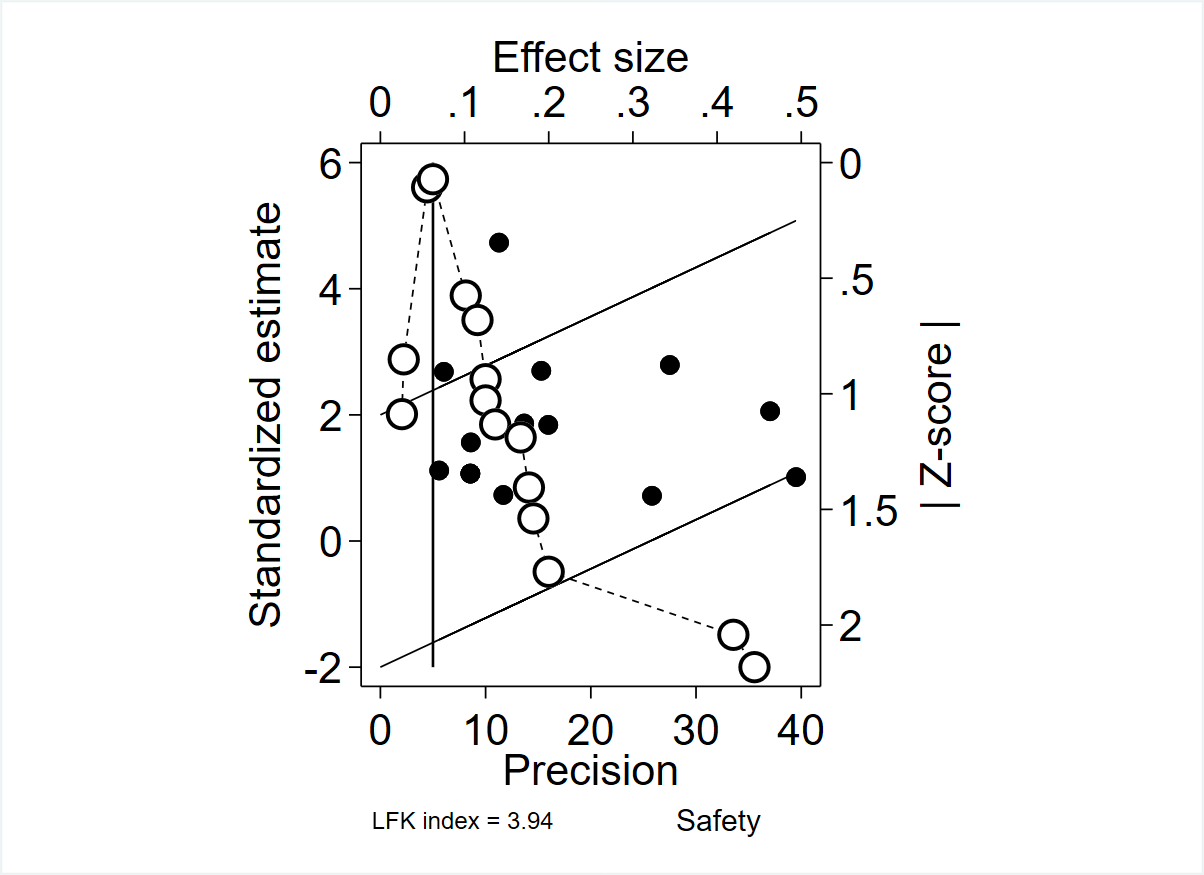 Effect size
0 .1 .2 .3 .4 .5
6
4
2
0
-2
Standardized estimate
0
.5
1
1.5
2
| Z-score |
0 10 20 30 40
Precision
LFK index = 3.94 Safety